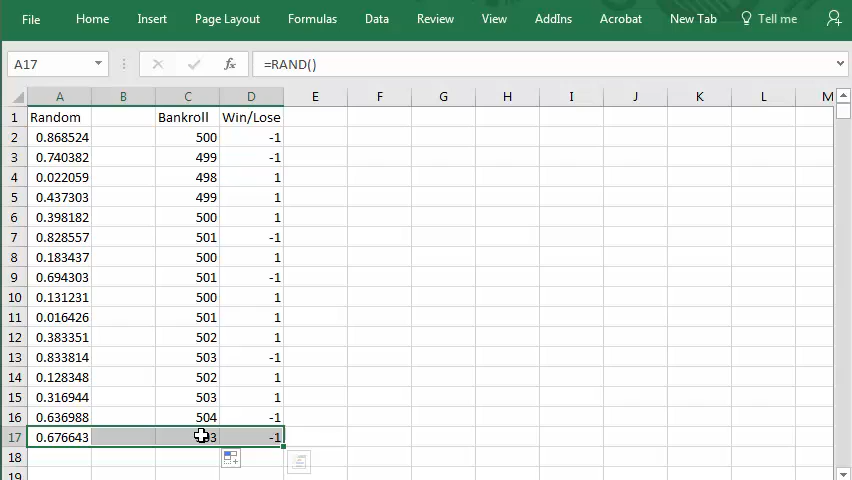 File Home Insert Page Layout Formulas Data Review View AddIns Acrobat New Tab Tell me
A17 fx =RAND()
A B C D E F G H I J K L M
1 Random Bankroll Win/Lose
2 0.868524 500 -1
3 0.740382 499 -1
4 0.022059 498 1
5 0.437303 499 1
6 0.398182 500 1
7 0.828557 501 -1
8 0.183437 500 1
9 0.694303 501 -1
10 0.131231 500 1
11 0.016426 501 1
12 0.383351 502 1
13 0.833814 503 -1
14 0.128348 502 1
15 0.316944 503 1
16 0.636988 504 -1
17 0.676643 -1
18
19